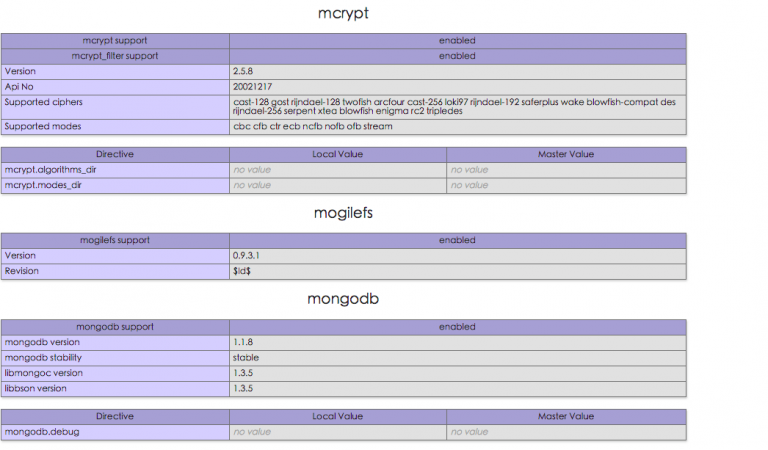 mcrypt
mcrypt support enabled
mcrypt_filter support enabled
Version 2.5.8
Api No 20021217
Supported ciphers cast-128 gost rijndael-128 twofish arcfour cast-256 loki97 rijndael-192 saferplus wake blowfish-compat des
rijndael-256 serpent xtea blowfish enigma rc2 tripledes
Supported modes cbc cfb ctr ecb ncfb nofb ofb stream
Directive Local Value Master Value
mcrypt.algorithms_dir no value no value
mcrypt.modes_dir no value no value
mogilefs
mogilefs support enabled
Version 0.9.3.1
Revision $Id$
mongodb
mongodb support enabled
mongodb version 1.1.8
mongodb stability stable
libmongoc version 1.3.5
libbson version 1.3.5
Directive Local Value Master Value
mongodb.debug no value no value